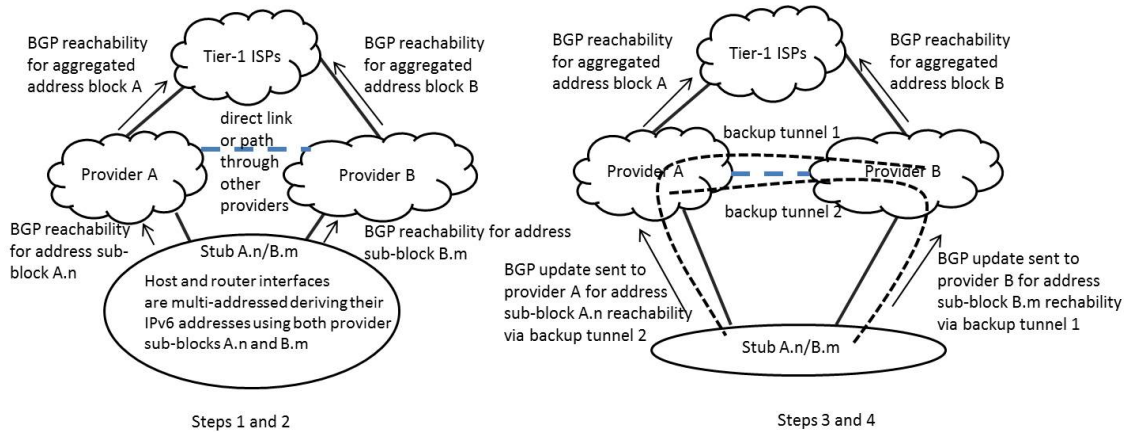 BGP reachability
for aggregated
address block A
Tier-1 ISPs
BGP reachability
for aggregated
address block B
direct link
or path
through
other
providers
Provider A
Provider B
BGP reachability
for address sub-
block A.n
BGP reachability for address
sub-block B.m
Stub A.n/B.m
Host and router interfaces
are multi-addressed deriving their
IPv6 addresses using both provider
sub-blocks A.n and B.m
Steps 1 and 2
BGP reachability
for aggregated
address block A
Tier-1 ISPs
BGP reachability
for aggregated
address block B
backup tunnel 1
Provider A
Provider B
backup tunnel 2
BGP update sent to
provider A for address
sub-block A.n reachability
via backup tunnel 2
BGP update sent to
provider B for address
sub-block B.m rechability
via backup tunnel 1
Stub A.n/B.m
Steps 3 and 4